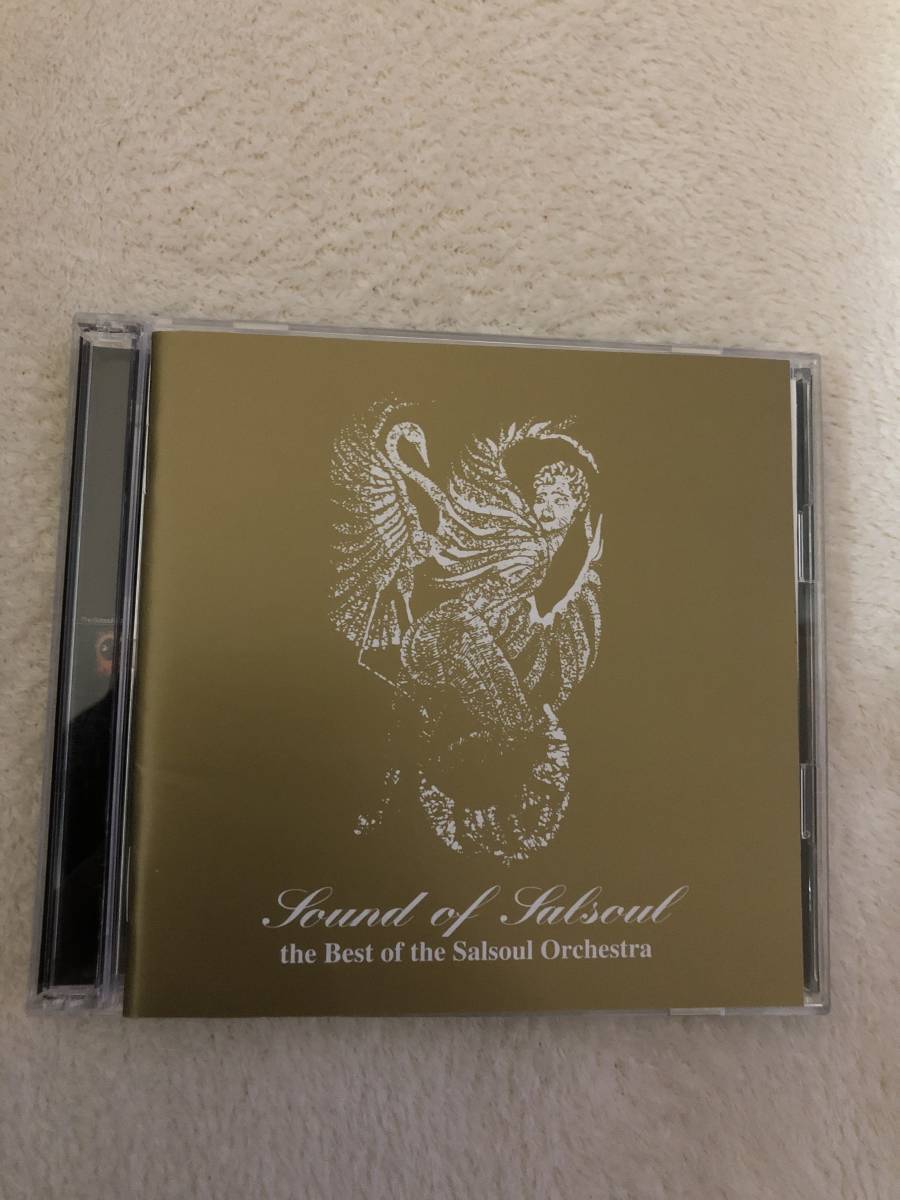 Sound of Salsoul
the Best of the Salsoul Orchestra